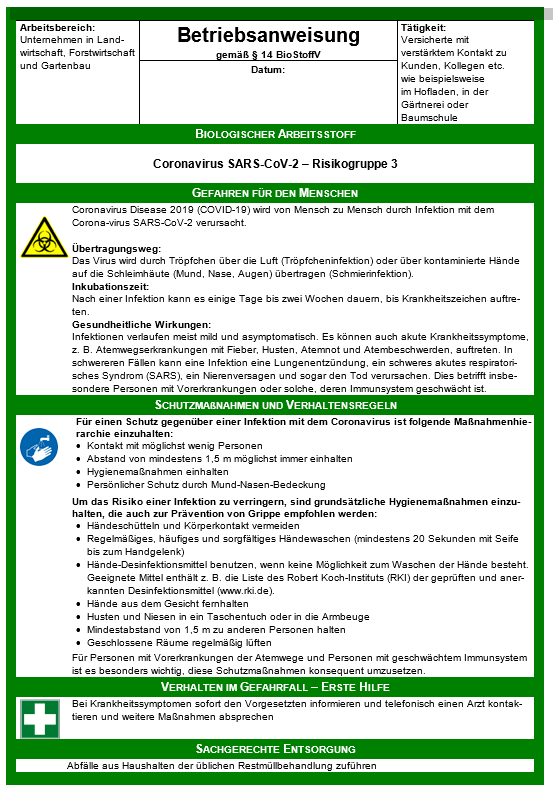 Arbeitsbereich:
Unternehmen in Land-
wirtschaft, Forstwirtschaft
und Gartenbau
Betriebsanweisung
gemäß § 14 BioStoffV
Datum:
Tätigkeit:
Versicherte mit
verstärktem Kontakt zu
Kunden, Kollegen etc.
wie beispielsweise
im Hofladen, in der
Gärtnerei oder
Baumschule
BIOLOGISCHER ARBEITSSTOFF
Coronavirus SARS-CoV-2 – Risikogruppe 3
GEFAHREN FÜR DEN MENSCHEN
Coronavirus Disease 2019 (COVID-19) wird von Mensch zu Mensch durch Infektion mit dem
Corona-virus SARS-CoV-2 verursacht.
Übertragungsweg:
Das Virus wird durch Tröpfchen über die Luft (Tröpfcheninfektion) oder über kontaminierte Hände
auf die Schleimhäute (Mund, Nase, Augen) übertragen (Schmierinfektion).
Inkubationszeit:
Nach einer Infektion kann es einige Tage bis zwei Wochen dauern, bis Krankheitszeichen auftre-
ten.
Gesundheitliche Wirkungen:
Infektionen verlaufen meist mild und asymptomatisch. Es können auch akute Krankheitssymptome,
z. B. Atemwegserkrankungen mit Fieber, Husten, Atemnot und Atembeschwerden, auftreten. In
schwereren Fällen kann eine Infektion eine Lungenentzündung, ein schweres akutes respiratori-
sches Syndrom (SARS), ein Nierenversagen und sogar den Tod verursachen. Dies betrifft insbe-
sondere Personen mit Vorerkrankungen oder solche, deren Immunsystem geschwächt ist.
SCHUTZMAßNAHMEN UND VERHALTENSREGELN
Für einen Schutz gegenüber einer Infektion mit dem Coronavirus ist folgende Maßnahmenhie-
rarchie einzuhalten:
• Kontakt mit möglichst wenig Personen
• Abstand von mindestens 1,5 m möglichst immer einhalten
• Hygienemaßnahmen einhalten
• Persönlicher Schutz durch Mund-Nasen-Bedeckung
Um das Risiko einer Infektion zu verringern, sind grundsätzliche Hygienemaßnahmen einzu-
halten, die auch zur Prävention von Grippe empfohlen werden:
• Händeschütteln und Körperkontakt vermeiden
• Regelmäßiges, häufiges und sorgfältiges Händewaschen (mindestens 20 Sekunden mit Seife
bis zum Handgelenk)
• Hände-Desinfektionsmittel benutzen, wenn keine Möglichkeit zum Waschen der Hände besteht.
Geeignete Mittel enthält z. B. die Liste des Robert Koch-Instituts (RKI) der geprüften und aner-
kannten Desinfektionsmittel (www.rki.de).
• Hände aus dem Gesicht fernhalten
• Husten und Niesen in ein Taschentuch oder in die Armbeuge
• Mindestabstand von 1,5 m zu anderen Personen halten
• Geschlossene Räume regelmäßig lüften
Für Personen mit Vorerkrankungen der Atemwege und Personen mit geschwächtem Immunsystem
ist es besonders wichtig, diese Schutzmaßnahmen konsequent umzusetzen.
VERHALTEN IM GEFAHRFALL – ERSTE HILFE
Bei Krankheitssymptomen sofort den Vorgesetzten informieren und telefonisch einen Arzt kontak-
tieren und weitere Maßnahmen absprechen
SACHGERECHTE ENTSORGUNG
Abfälle aus Haushalten der üblichen Restmüllbehandlung zuführen